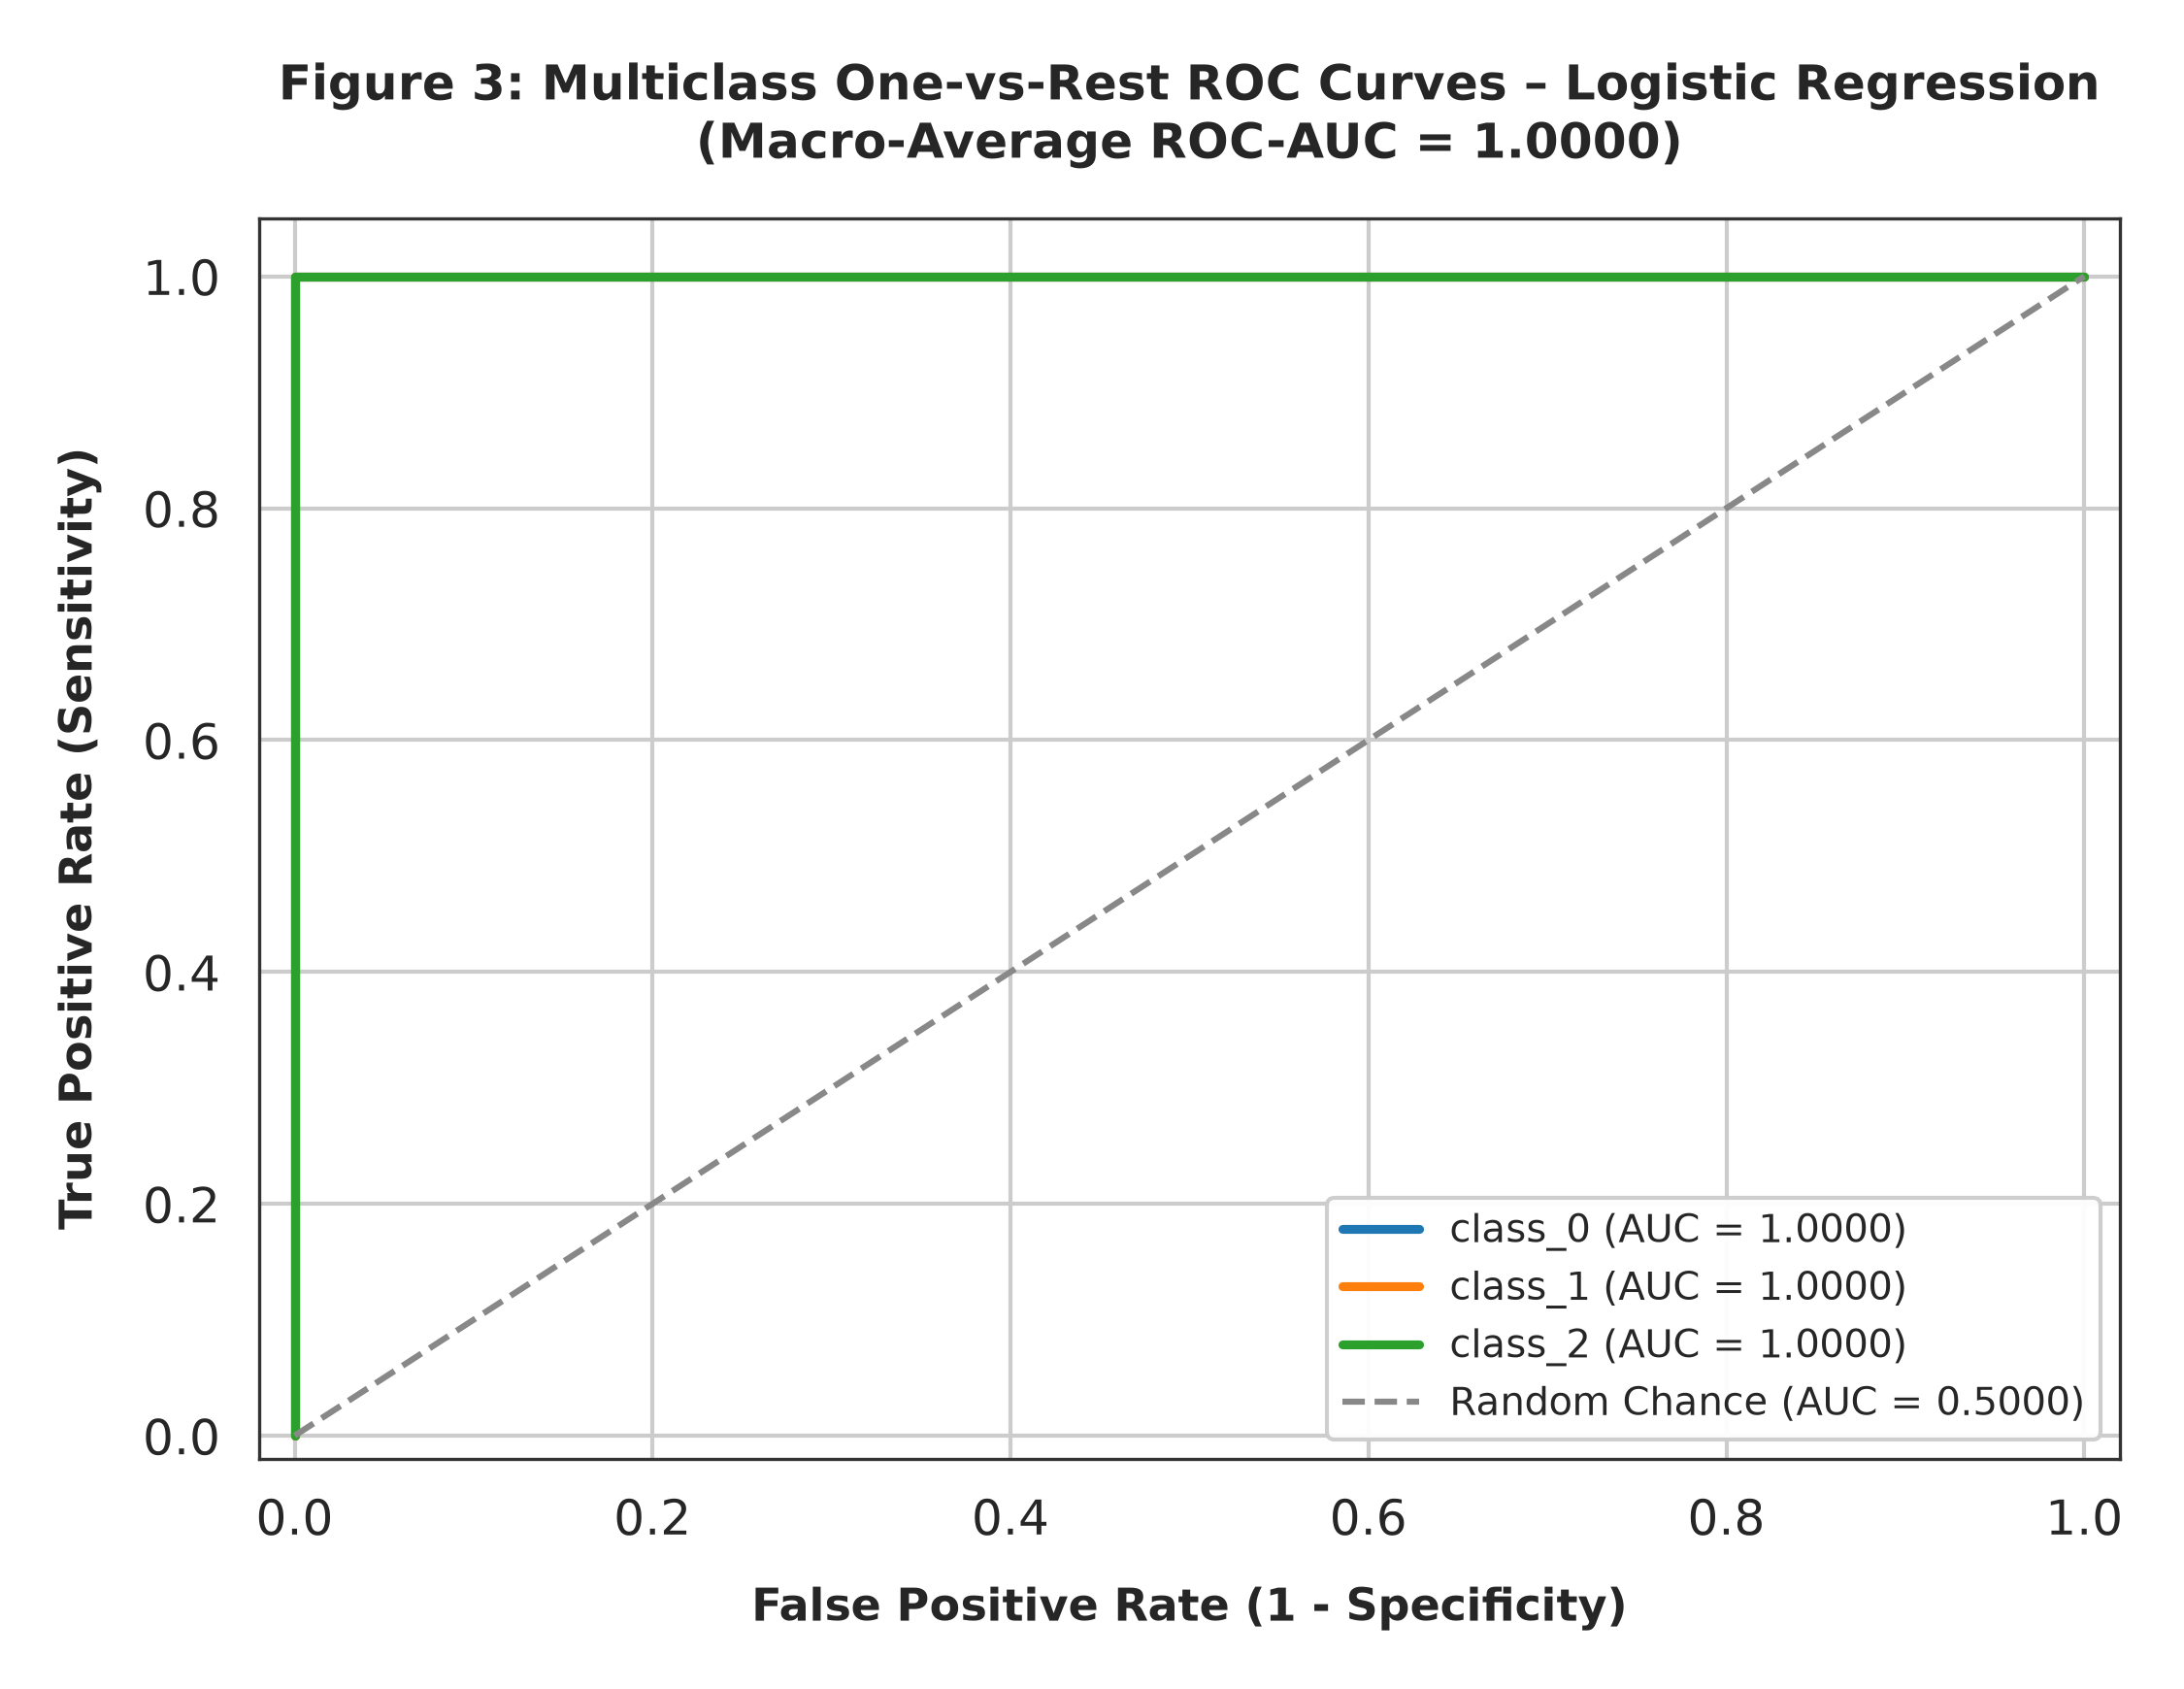 Figure 3: Multiclass One-vs-Rest ROC Curves – Logistic Regression
(Macro-Average ROC-AUC = 1.0000)
True Positive Rate (Sensitivity)
1.0
0.8
0.6
0.4
0.2
0.0
class_0 (AUC = 1.0000)
class_1 (AUC = 1.0000)
class_2 (AUC = 1.0000)
Random Chance (AUC = 0.5000)
0.0 0.2 0.4 0.6 0.8 1.0
False Positive Rate (1 - Specificity)